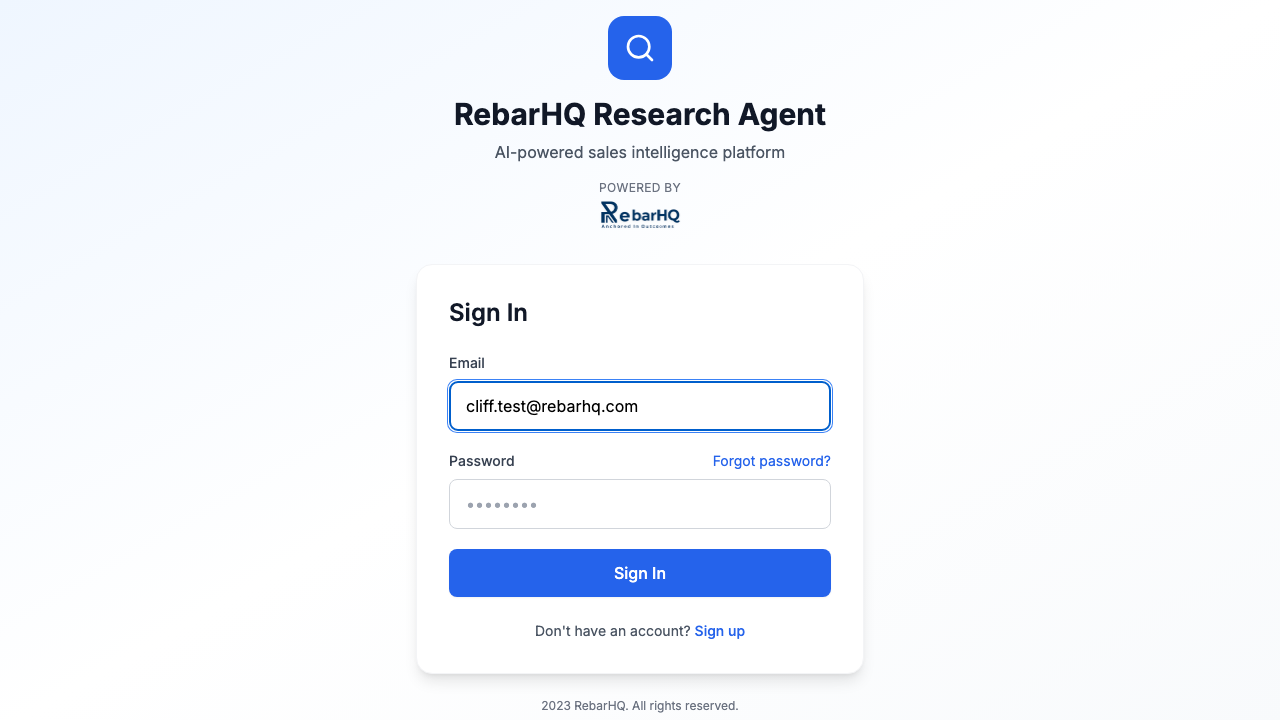 RebarHQ Research Agent
AI-powered sales intelligence platform
POWERED BY
RebarHQ
Anchored in Outcomes
Sign In
Email
cliff.test@rebarhq.com
Password Forgot password?
Sign In
Don't have an account? Sign up
2023 RebarHQ. All rights reserved.